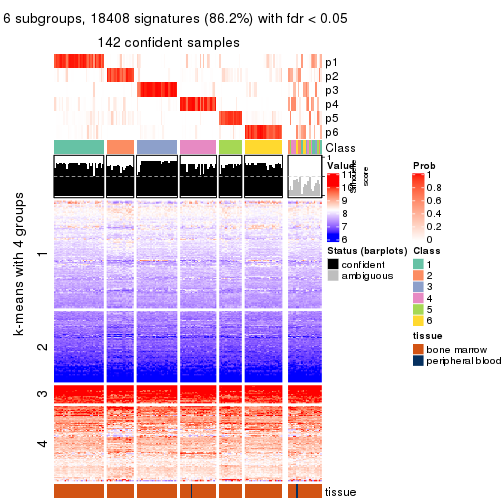 6 subgroups, 18408 signatures (86.2%) with fdr < 0.05
142 confident samples
p1
p2
p3
p4
p5
p6
Class
1
Silhouette
score
k-means with 4 groups
1
2
3
4
tissue
Value
11
10
9
8
7
6
Prob
1
0.8
0.6
0.4
0.2
0
Status (barplots)
confident
ambiguous
Class
1
2
3
4
5
6
tissue
bone marrow
peripheral blood